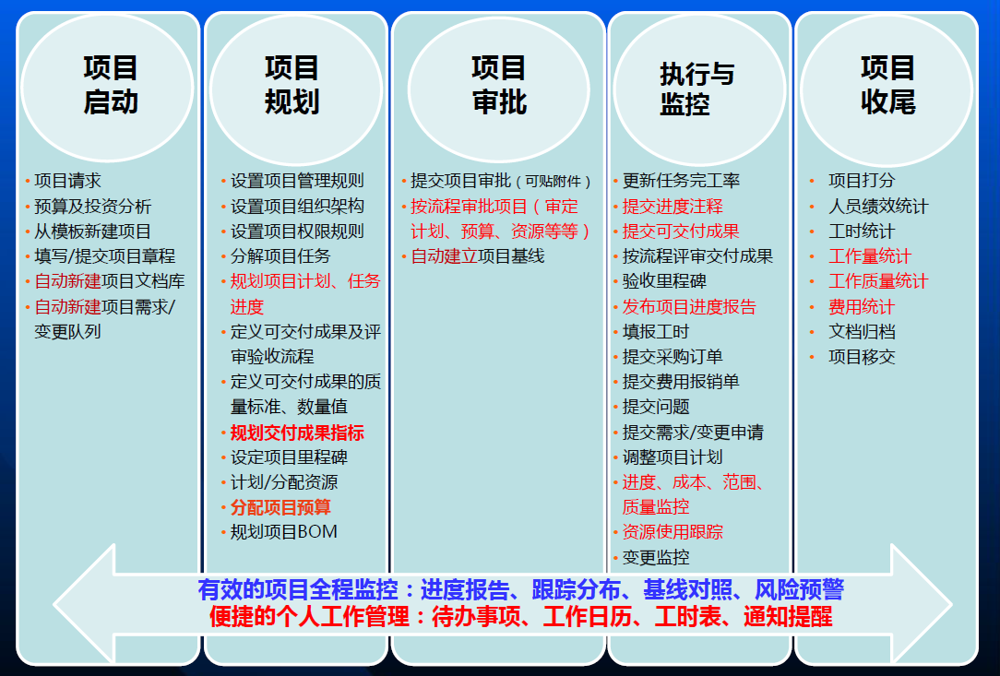 项目
启动
• 项目请求
• 预算及投资分析
• 从模板新建项目
• 填写/提交项目章程
• 自动新建项目文档库
• 自动新建项目需求/
变更队列
项目
规划
• 设置项目管理规则
• 设置项目组织架构
• 设置项目权限规则
• 分解项目任务
• 规划项目计划、任务
进度
• 定义可交付成果及评
审验收流程
• 定义可交付成果的质
量标准、数量值
• 规划交付成果指标
• 设定项目里程碑
• 计划/分配资源
• 分配项目预算
• 规划项目BOM
项目
审批
• 提交项目审批（可贴附件）
• 按流程审批项目（审定
计划、预算、资源等等）
• 自动建立项目基线
执行与
监控
• 更新任务完工率
• 提交进度注释
• 提交可交付成果
• 按流程评审交付成果
• 验收里程碑
• 发布项目进度报告
• 填报工时
• 提交采购订单
• 提交费用报销单
• 提交问题
• 提交需求/变更申请
• 调整项目计划
• 进度、成本、范围、
质量监控
• 资源使用跟踪
• 变更监控
项目
收尾
• 项目打分
• 人员绩效统计
• 工时统计
• 工作量统计
• 工作质量统计
• 费用统计
• 文档归档
• 项目移交
有效的项目全程监控：进度报告、跟踪分布、基线对照、风险预警
便捷的个人工作管理：待办事项、工作日历、工时表、通知提醒